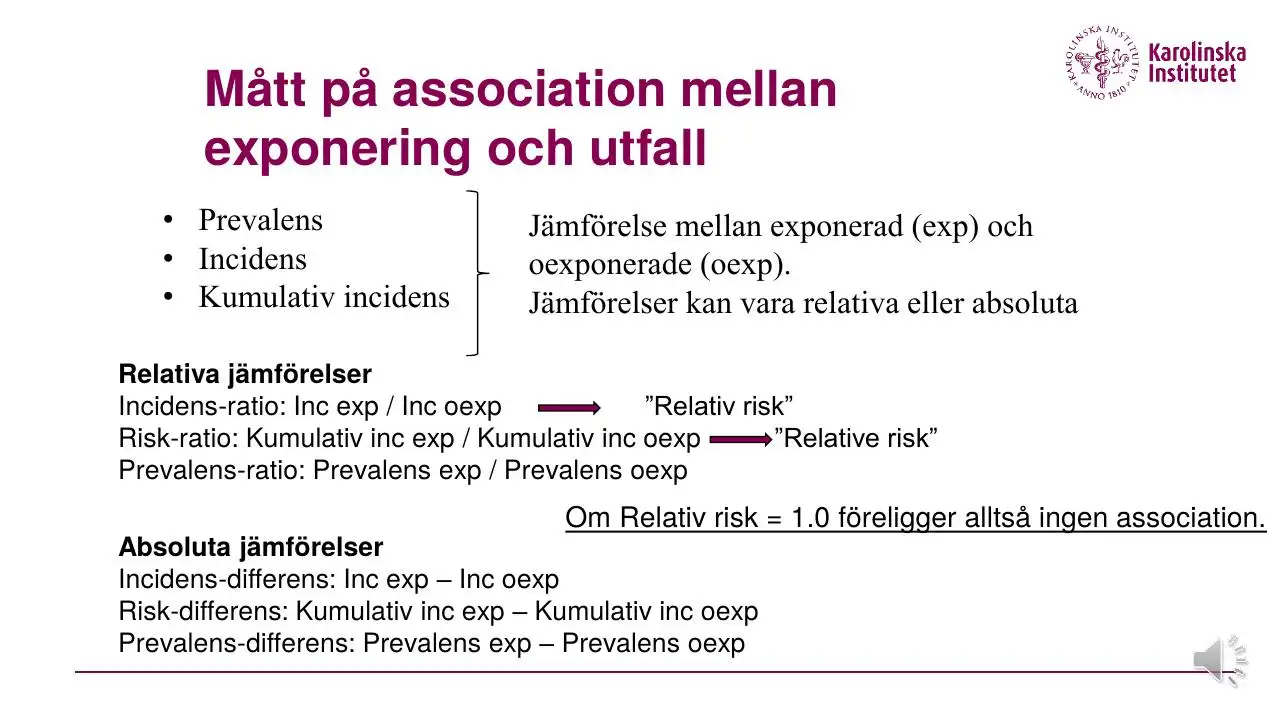 KAROLINSKA INSTITUTET
ANNO 1810
Karolinska
Institutet
Mått på association mellan
exponering och utfall
• Prevalens
• Incidens
• Kumulativ incidens
Jämförelse mellan exponerad (exp) och
oexponerade (oexp).
Jämförelser kan vara relativa eller absoluta
Relativa jämförelser
Incidens-ratio: Inc exp / Inc oexp ”Relativ risk”
Risk-ratio: Kumulativ inc exp / Kumulativ inc oexp ”Relative risk”
Prevalens-ratio: Prevalens exp / Prevalens oexp
Om Relativ risk = 1.0 föreligger alltså ingen association.
Absoluta jämförelser
Incidens-differens: Inc exp – Inc oexp
Risk-differens: Kumulativ inc exp – Kumulativ inc oexp
Prevalens-differens: Prevalens exp – Prevalens oexp